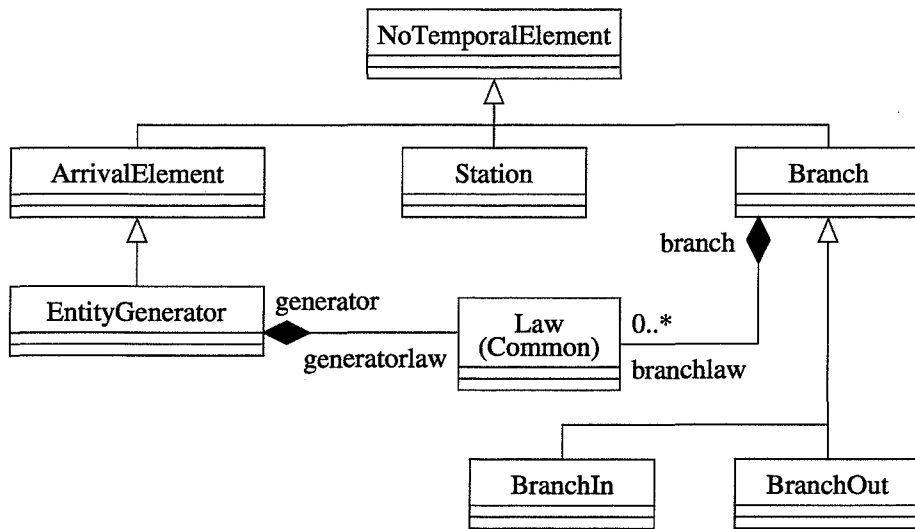 NoTemporalElement
ArrivalElement
Station
Branch
branch
EntityGenerator
generator
generatorlaw
Law
(Common)
0..*
branchlaw
BranchIn
BranchOut